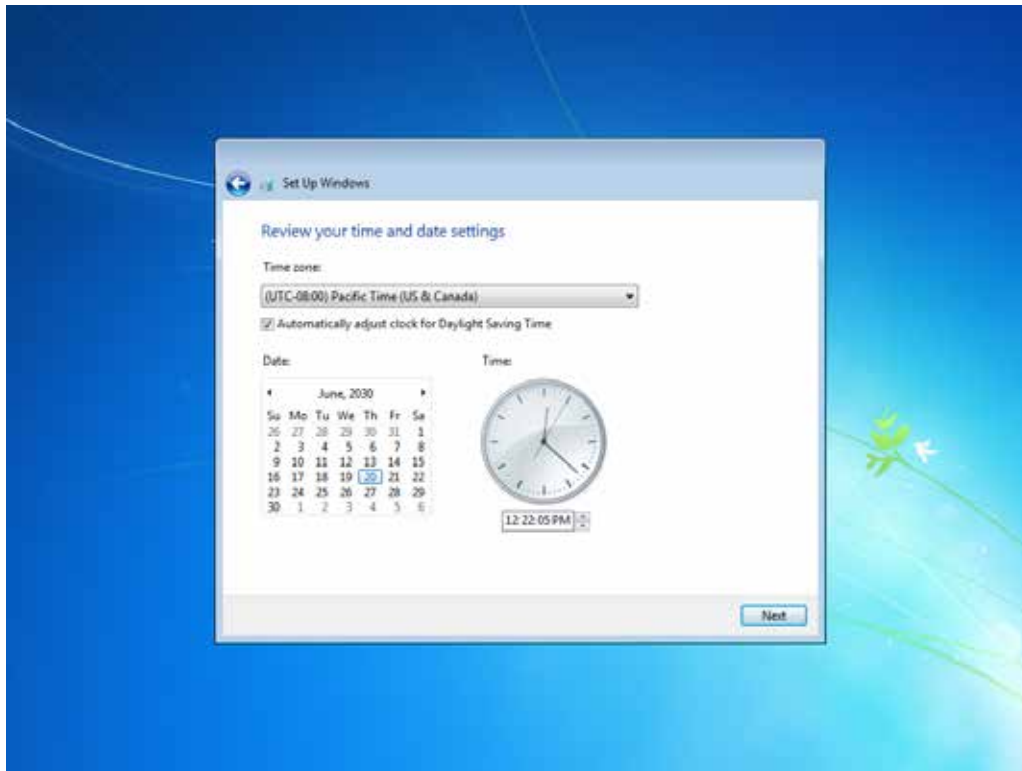 Set Up Windows
Review your time and date settings
Time zone:
(UTC-08:00) Pacific Time (US & Canada)
Automatically adjust clock for Daylight Saving Time
Date:
Time:
June, 2030
Su Mo Tu We Th Fr Sa
26 27 28 29 30 31 1
2 3 4 5 6 7 8
9 10 11 12 13 14 15
16 17 18 19 20 21 22
23 24 25 26 27 28 29
30 1 2 3 4 5 6
12:22:05 PM
Next